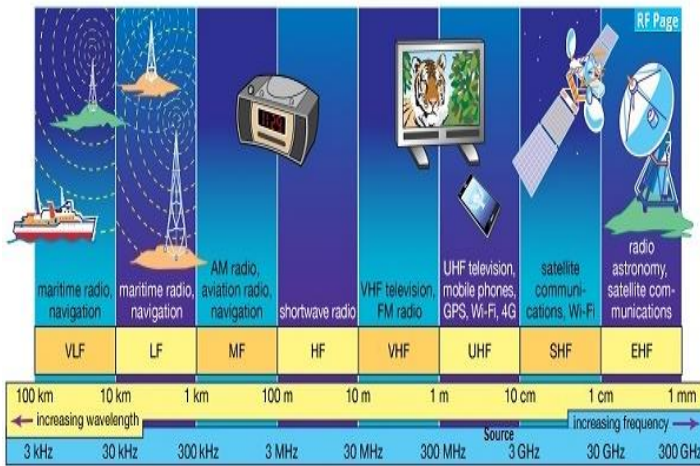 RF Page
11:29
maritime radio,
navigation
maritime radio,
navigation
AM radio,
aviation radio,
navigation
shortwave radio
VHF television,
FM radio
UHF television,
mobile phones,
GPS, Wi-Fi, 4G
satellite
communi-
cations, Wi-Fi
radio
astronomy,
satellite com-
munications
VLF LF MF HF VHF UHF SHF EHF
100 km 10 km 1 km 100 m 10 m 1 m 10 cm 1 cm 1 mm
← increasing wavelength
increasing frequency →
Source
3 kHz 30 kHz 300 kHz 3 MHz 30 MHz 300 MHz 3 GHz 30 GHz 300 GHz